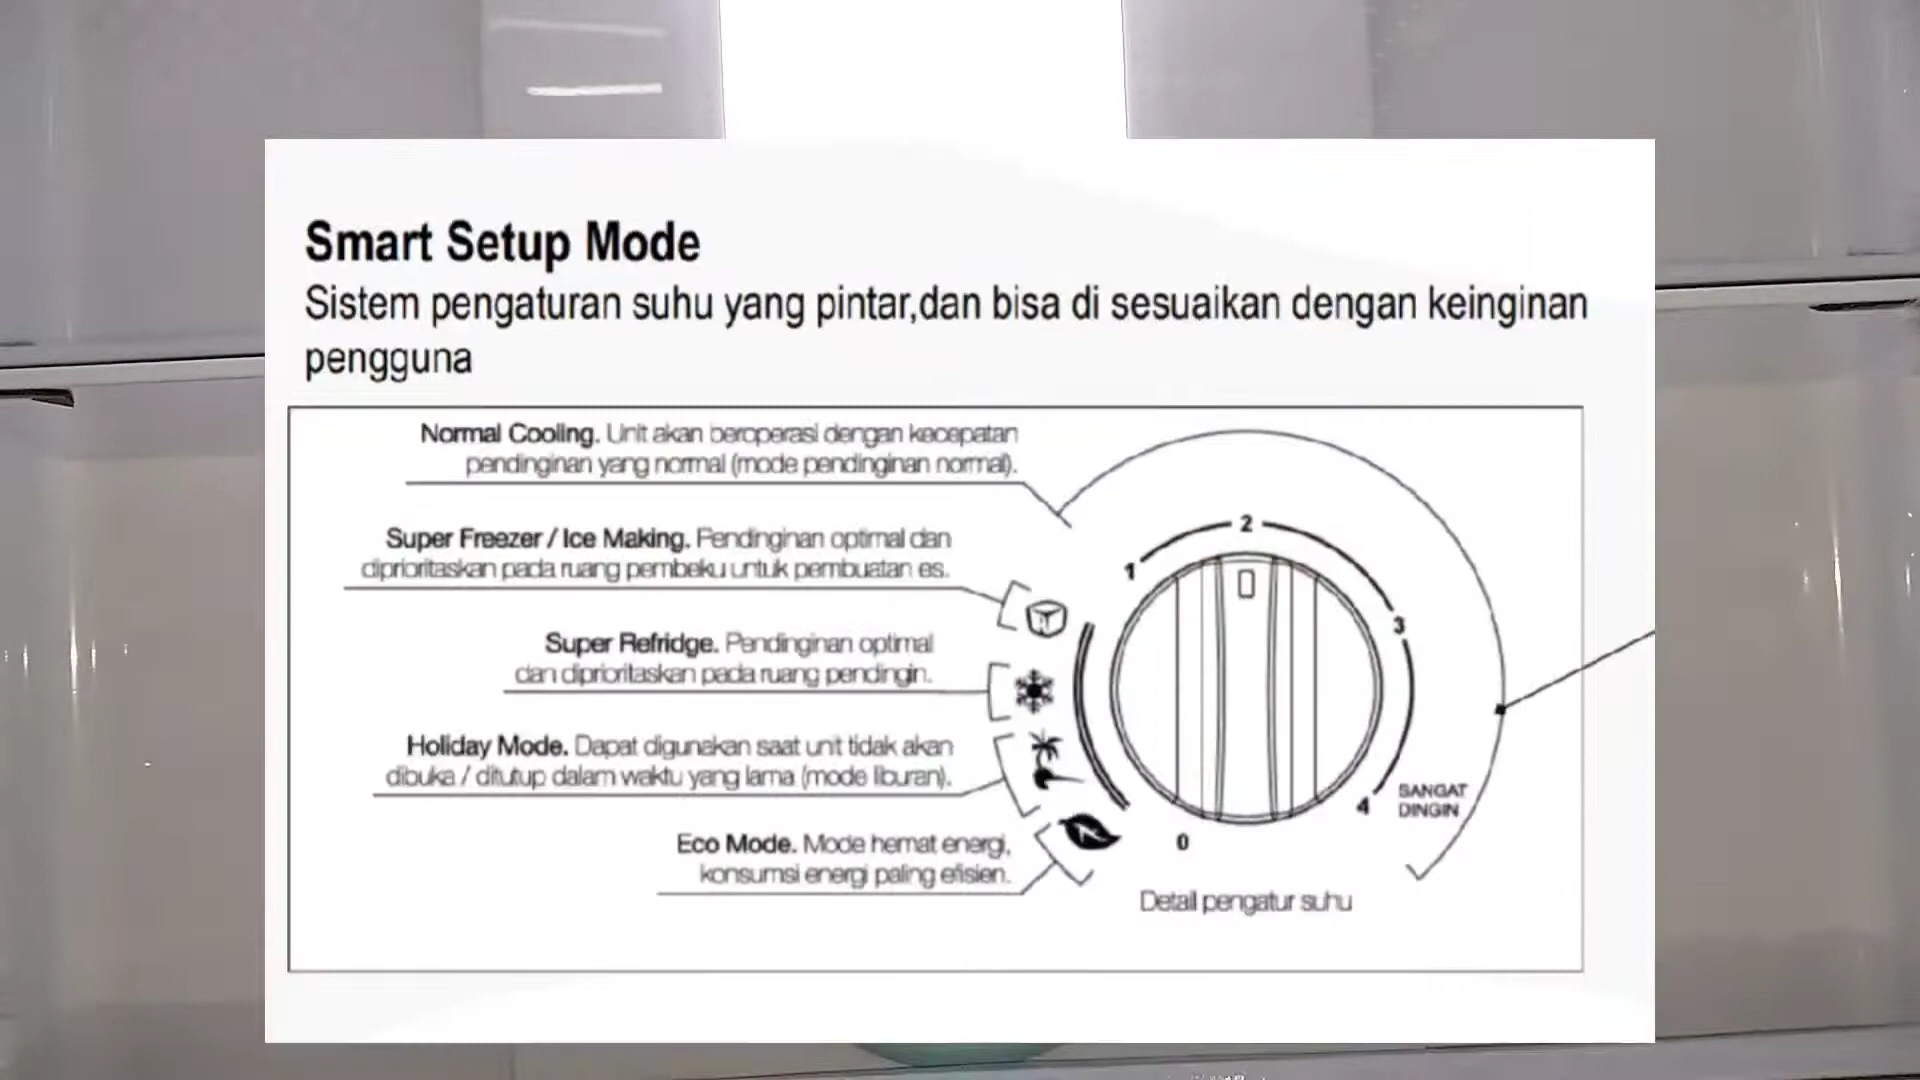 Smart Setup Mode
Sistem pengaturan suhu yang pintar,dan bisa di sesuaikan dengan keinginan
pengguna
Normal Cooling. Unit akan beroperasi dengan kecepatan
pendinginan yang normal (mode pendinginan normal).
Super Freezer / Ice Making. Pendinginan optimal dan
diprioritaskan pada ruang pembeku untuk pembuatan es.
Super Refridge. Pendinginan optimal
dan diprioritaskan pada ruang pendingin.
Holiday Mode. Dapat digunakan saat unit tidak akan
dibuka / ditutup dalam waktu yang lama (mode liburan).
Eco Mode. Mode hemat energi,
konsumsi energi paling efisien.
1
2
3
4
SANGAT
DINGIN
0
Detail pengatur suhu